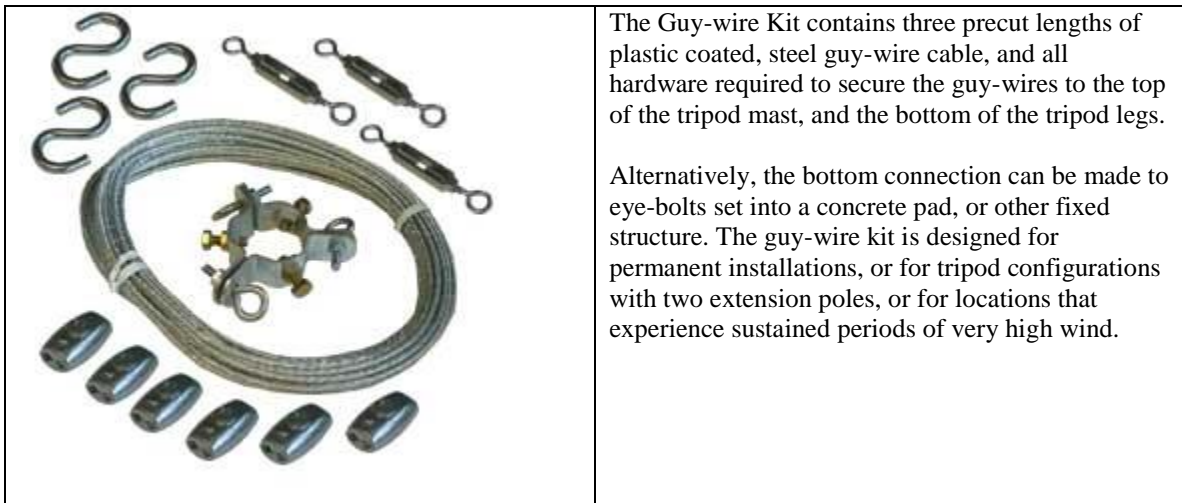 The Guy-wire Kit contains three precut lengths of
plastic coated, steel guy-wire cable, and all
hardware required to secure the guy-wires to the top
of the tripod mast, and the bottom of the tripod legs.
Alternatively, the bottom connection can be made to
eye-bolts set into a concrete pad, or other fixed
structure. The guy-wire kit is designed for
permanent installations, or for tripod configurations
with two extension poles, or for locations that
experience sustained periods of very high wind.